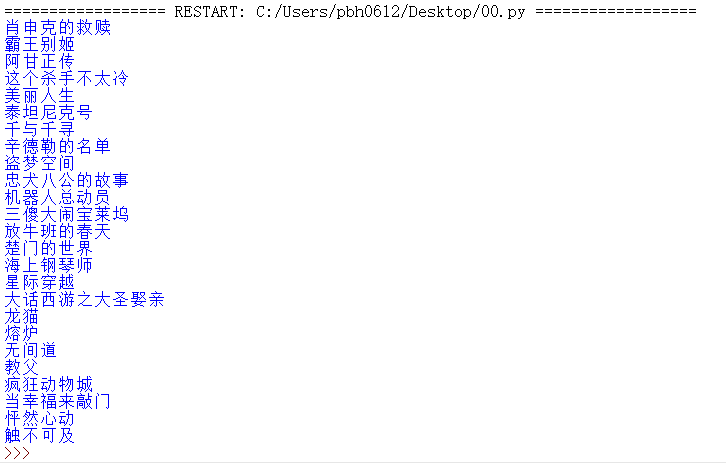 ================== RESTART: C:/Users/pbh0612/Desktop/00.py ==================
肖申克的救赎
霸王别姬
阿甘正传
这个杀手不太冷
美丽人生
泰坦尼克号
千与千寻
辛德勒的名单
盗梦空间
忠犬八公的故事
机器人总动员
三傻大闹宝莱坞
放牛班的春天
楚门的世界
海上钢琴师
星际穿越
大话西游之大圣娶亲
龙猫
熔炉
无间道
教父
疯狂动物城
当幸福来敲门
怦然心动
触不可及
>>>